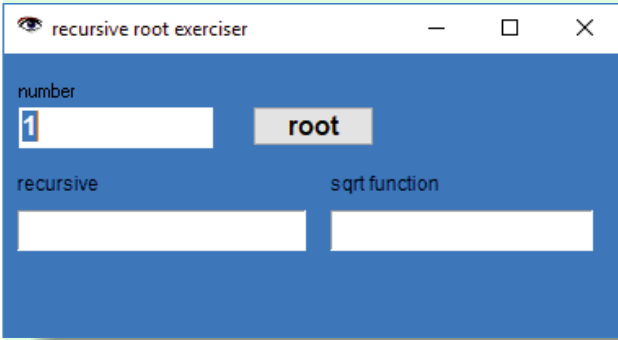 recursive root exerciser
number
1
root
recursive
sqrt function